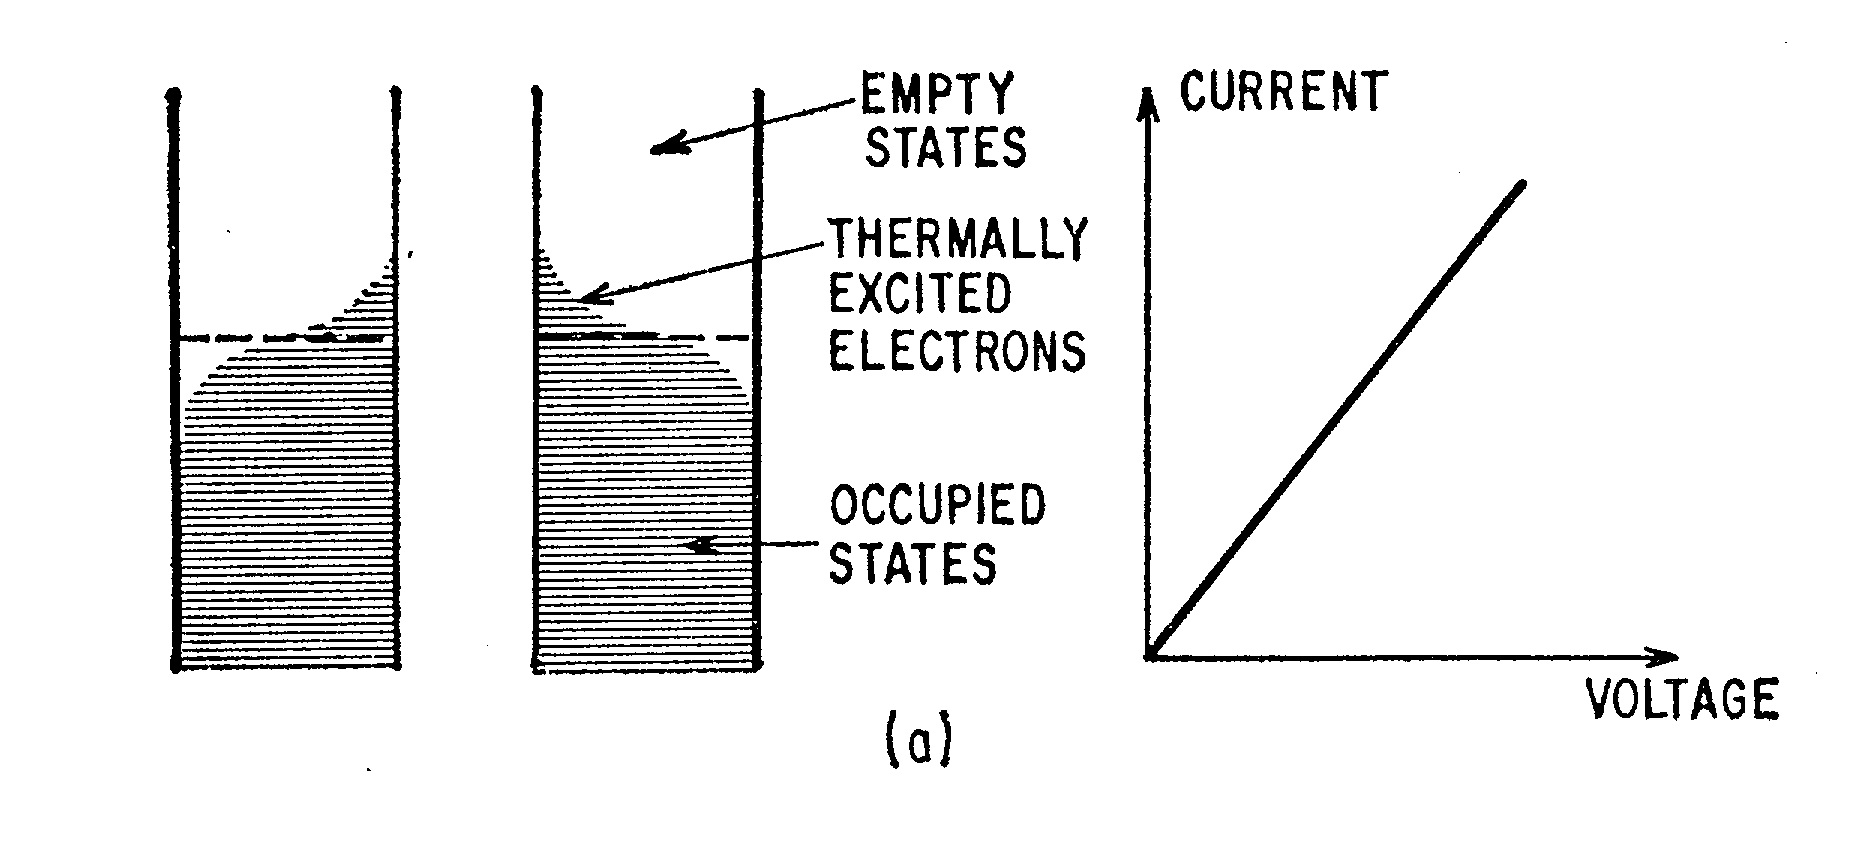 EMPTY
STATES
THERMALLY
EXCITED
ELECTRONS
OCCUPIED
STATES
CURRENT
VOLTAGE
(a)